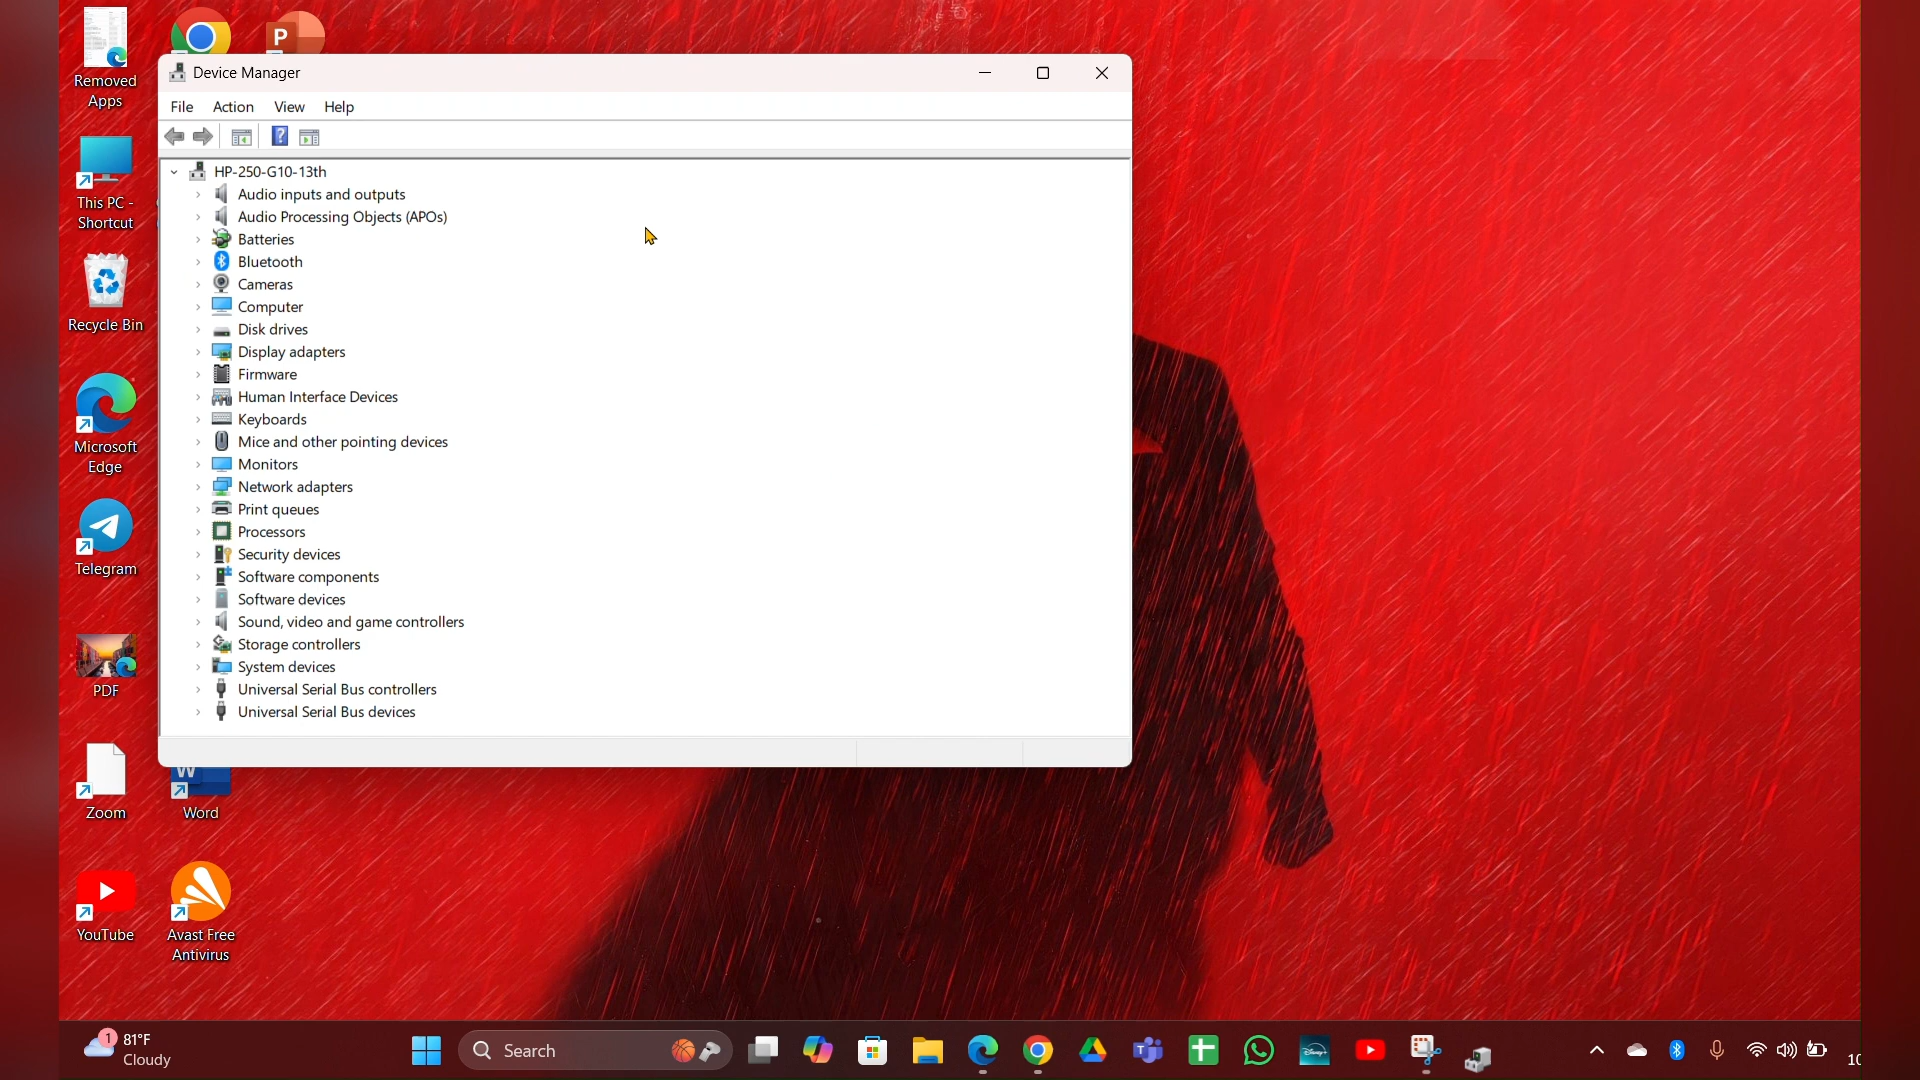 Removed
Apps
P
Device Manager
File Action View Help
HP-250-G10-13th
Audio inputs and outputs
Audio Processing Objects (APOs)
Batteries
Bluetooth
Cameras
Computer
Disk drives
Display adapters
Firmware
Human Interface Devices
Keyboards
Mice and other pointing devices
Monitors
Network adapters
Print queues
Processors
Security devices
Software components
Software devices
Sound, video and game controllers
Storage controllers
System devices
Universal Serial Bus controllers
Universal Serial Bus devices
This PC -
Shortcut
Recycle Bin
Microsoft
Edge
Telegram
PDF
Zoom
W
Word
YouTube
Avast Free
Antivirus
1
81°F
Cloudy
Search
Disney+
10